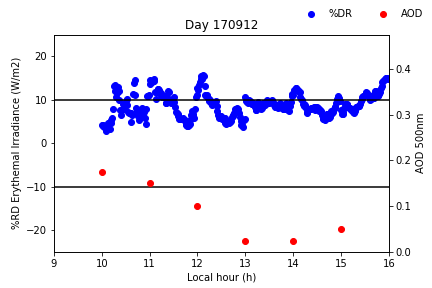 %DR AOD
Day 170912
%RD Erythemal Irradiance (W/m2)
20
10
0
−10
−20
0.4
0.3
0.2
0.1
0.0
AOD 500nm
9 10 11 12 13 14 15 16
Local hour (h)